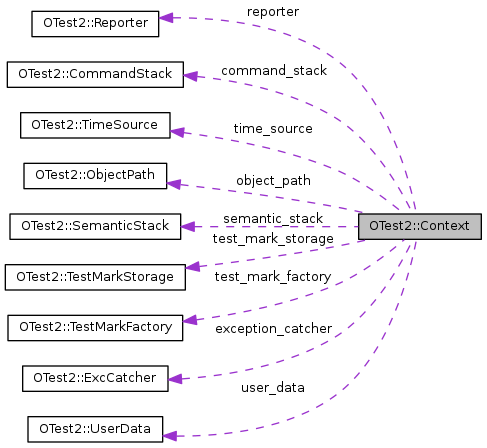 reporter
OTest2::Reporter
command_stack
OTest2::CommandStack
time_source
OTest2::TimeSource
object_path
OTest2::ObjectPath
semantic_stack
OTest2::SemanticStack
OTest2::Context
test_mark_storage
OTest2::TestMarkStorage
test_mark_factory
OTest2::TestMarkFactory
exception_catcher
OTest2::ExcCatcher
user_data
OTest2::UserData